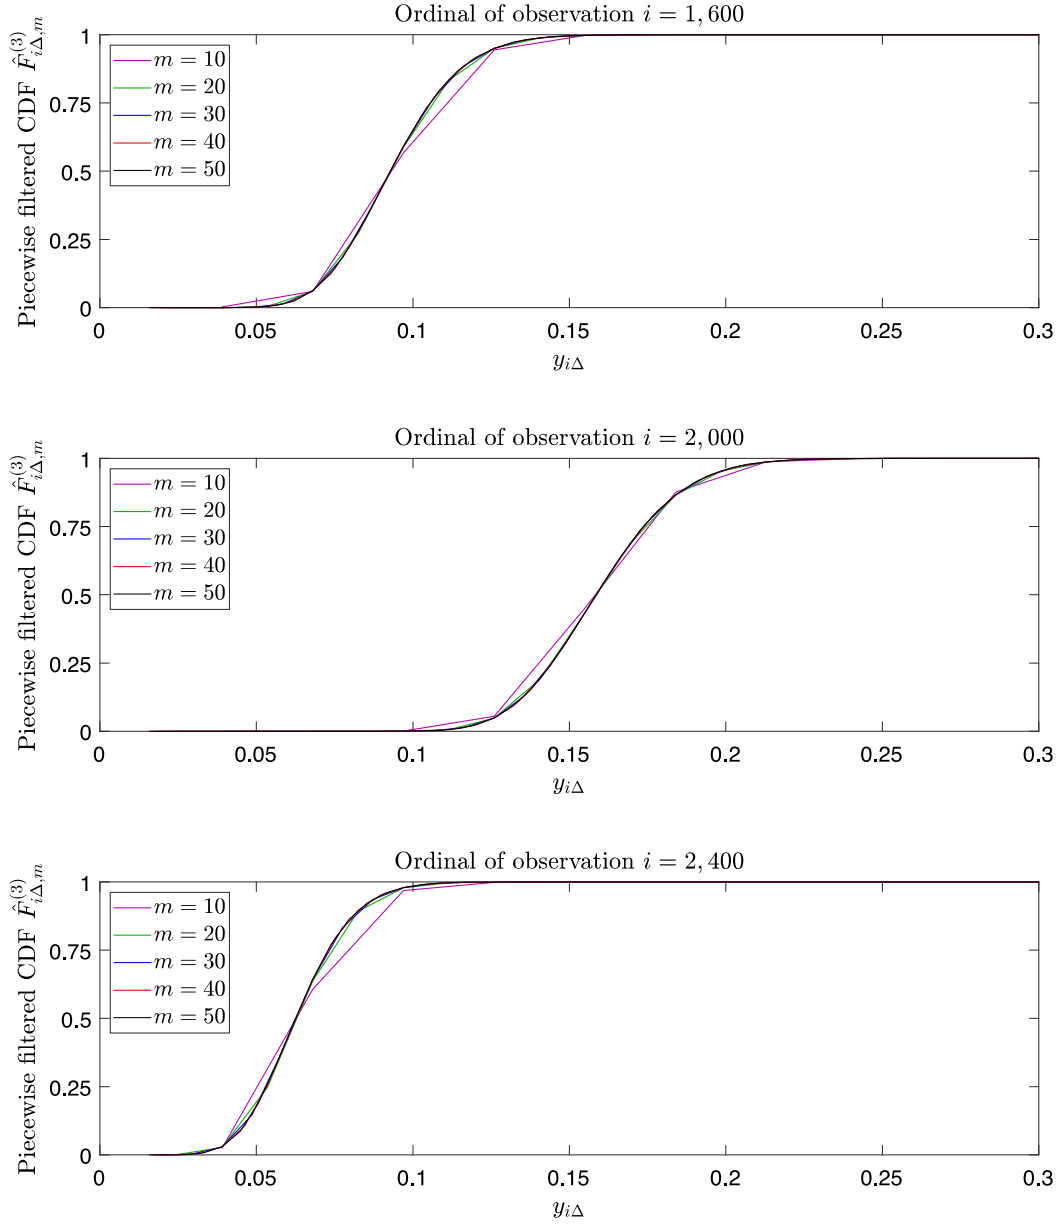 Ordinal of observation i = 1,600
Piecewise filtered CDF F̂^{(3)}_{iΔ,m}
1
0.75
0.5
0.25
0
m = 10
m = 20
m = 30
m = 40
m = 50
0 0.05 0.1 0.15 0.2 0.25 0.3
y_{iΔ}
Ordinal of observation i = 2,000
Piecewise filtered CDF F̂^{(3)}_{iΔ,m}
1
0.75
0.5
0.25
0
m = 10
m = 20
m = 30
m = 40
m = 50
0 0.05 0.1 0.15 0.2 0.25 0.3
y_{iΔ}
Ordinal of observation i = 2,400
Piecewise filtered CDF F̂^{(3)}_{iΔ,m}
1
0.75
0.5
0.25
0
m = 10
m = 20
m = 30
m = 40
m = 50
0 0.05 0.1 0.15 0.2 0.25 0.3
y_{iΔ}